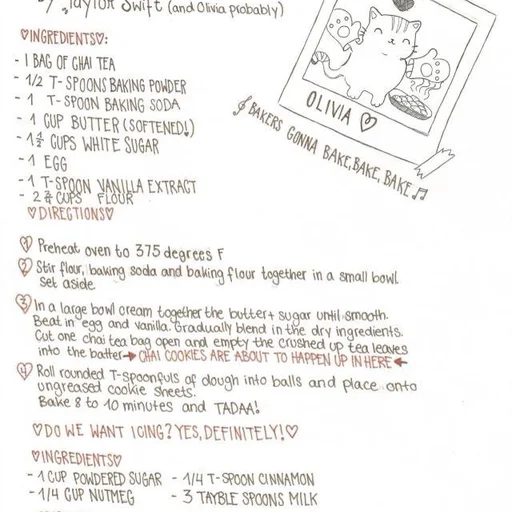 by Taylor Swift (and Olivia probably)
♡INGREDIENTS♡:
- 1 BAG OF CHAI TEA
- 1/2 T-SPOONS BAKING POWDER
- 1 T-SPOON BAKING SODA
- 1 CUP BUTTER (SOFTENED!)
- 1 1/2 CUPS WHITE SUGAR
- 1 EGG
- 1 T-SPOON VANILLA EXTRACT
- 2 3/4 CUPS FLOUR
OLIVIA ♡
BAKERS GONNA BAKE, BAKE, BAKE ♫
♡DIRECTIONS♡
1 Preheat oven to 375 degrees F
2 Stir flour, baking soda and baking flour together in a small bowl.
Set aside.
3 In a large bowl cream together the butter + sugar until smooth.
Beat in egg and vanilla. Gradually blend in the dry ingredients.
Cut one chai tea bag open and empty the crushed up tea leaves
into the batter → CHAI COOKIES ARE ABOUT TO HAPPEN UP IN HERE ←
4 Roll rounded T-Spoonfuls of dough into balls and place onto
ungreased cookie sheets.
Bake 8 to 10 minutes and TADAA!
♡DO WE WANT ICING? YES, DEFINITELY!♡
♡INGREDIENTS♡
- 1 CUP POWDERED SUGAR - 1/4 T-SPOON CINNAMON
- 1/4 CUP NUTMEG - 3 TAYBLE SPOONS MILK